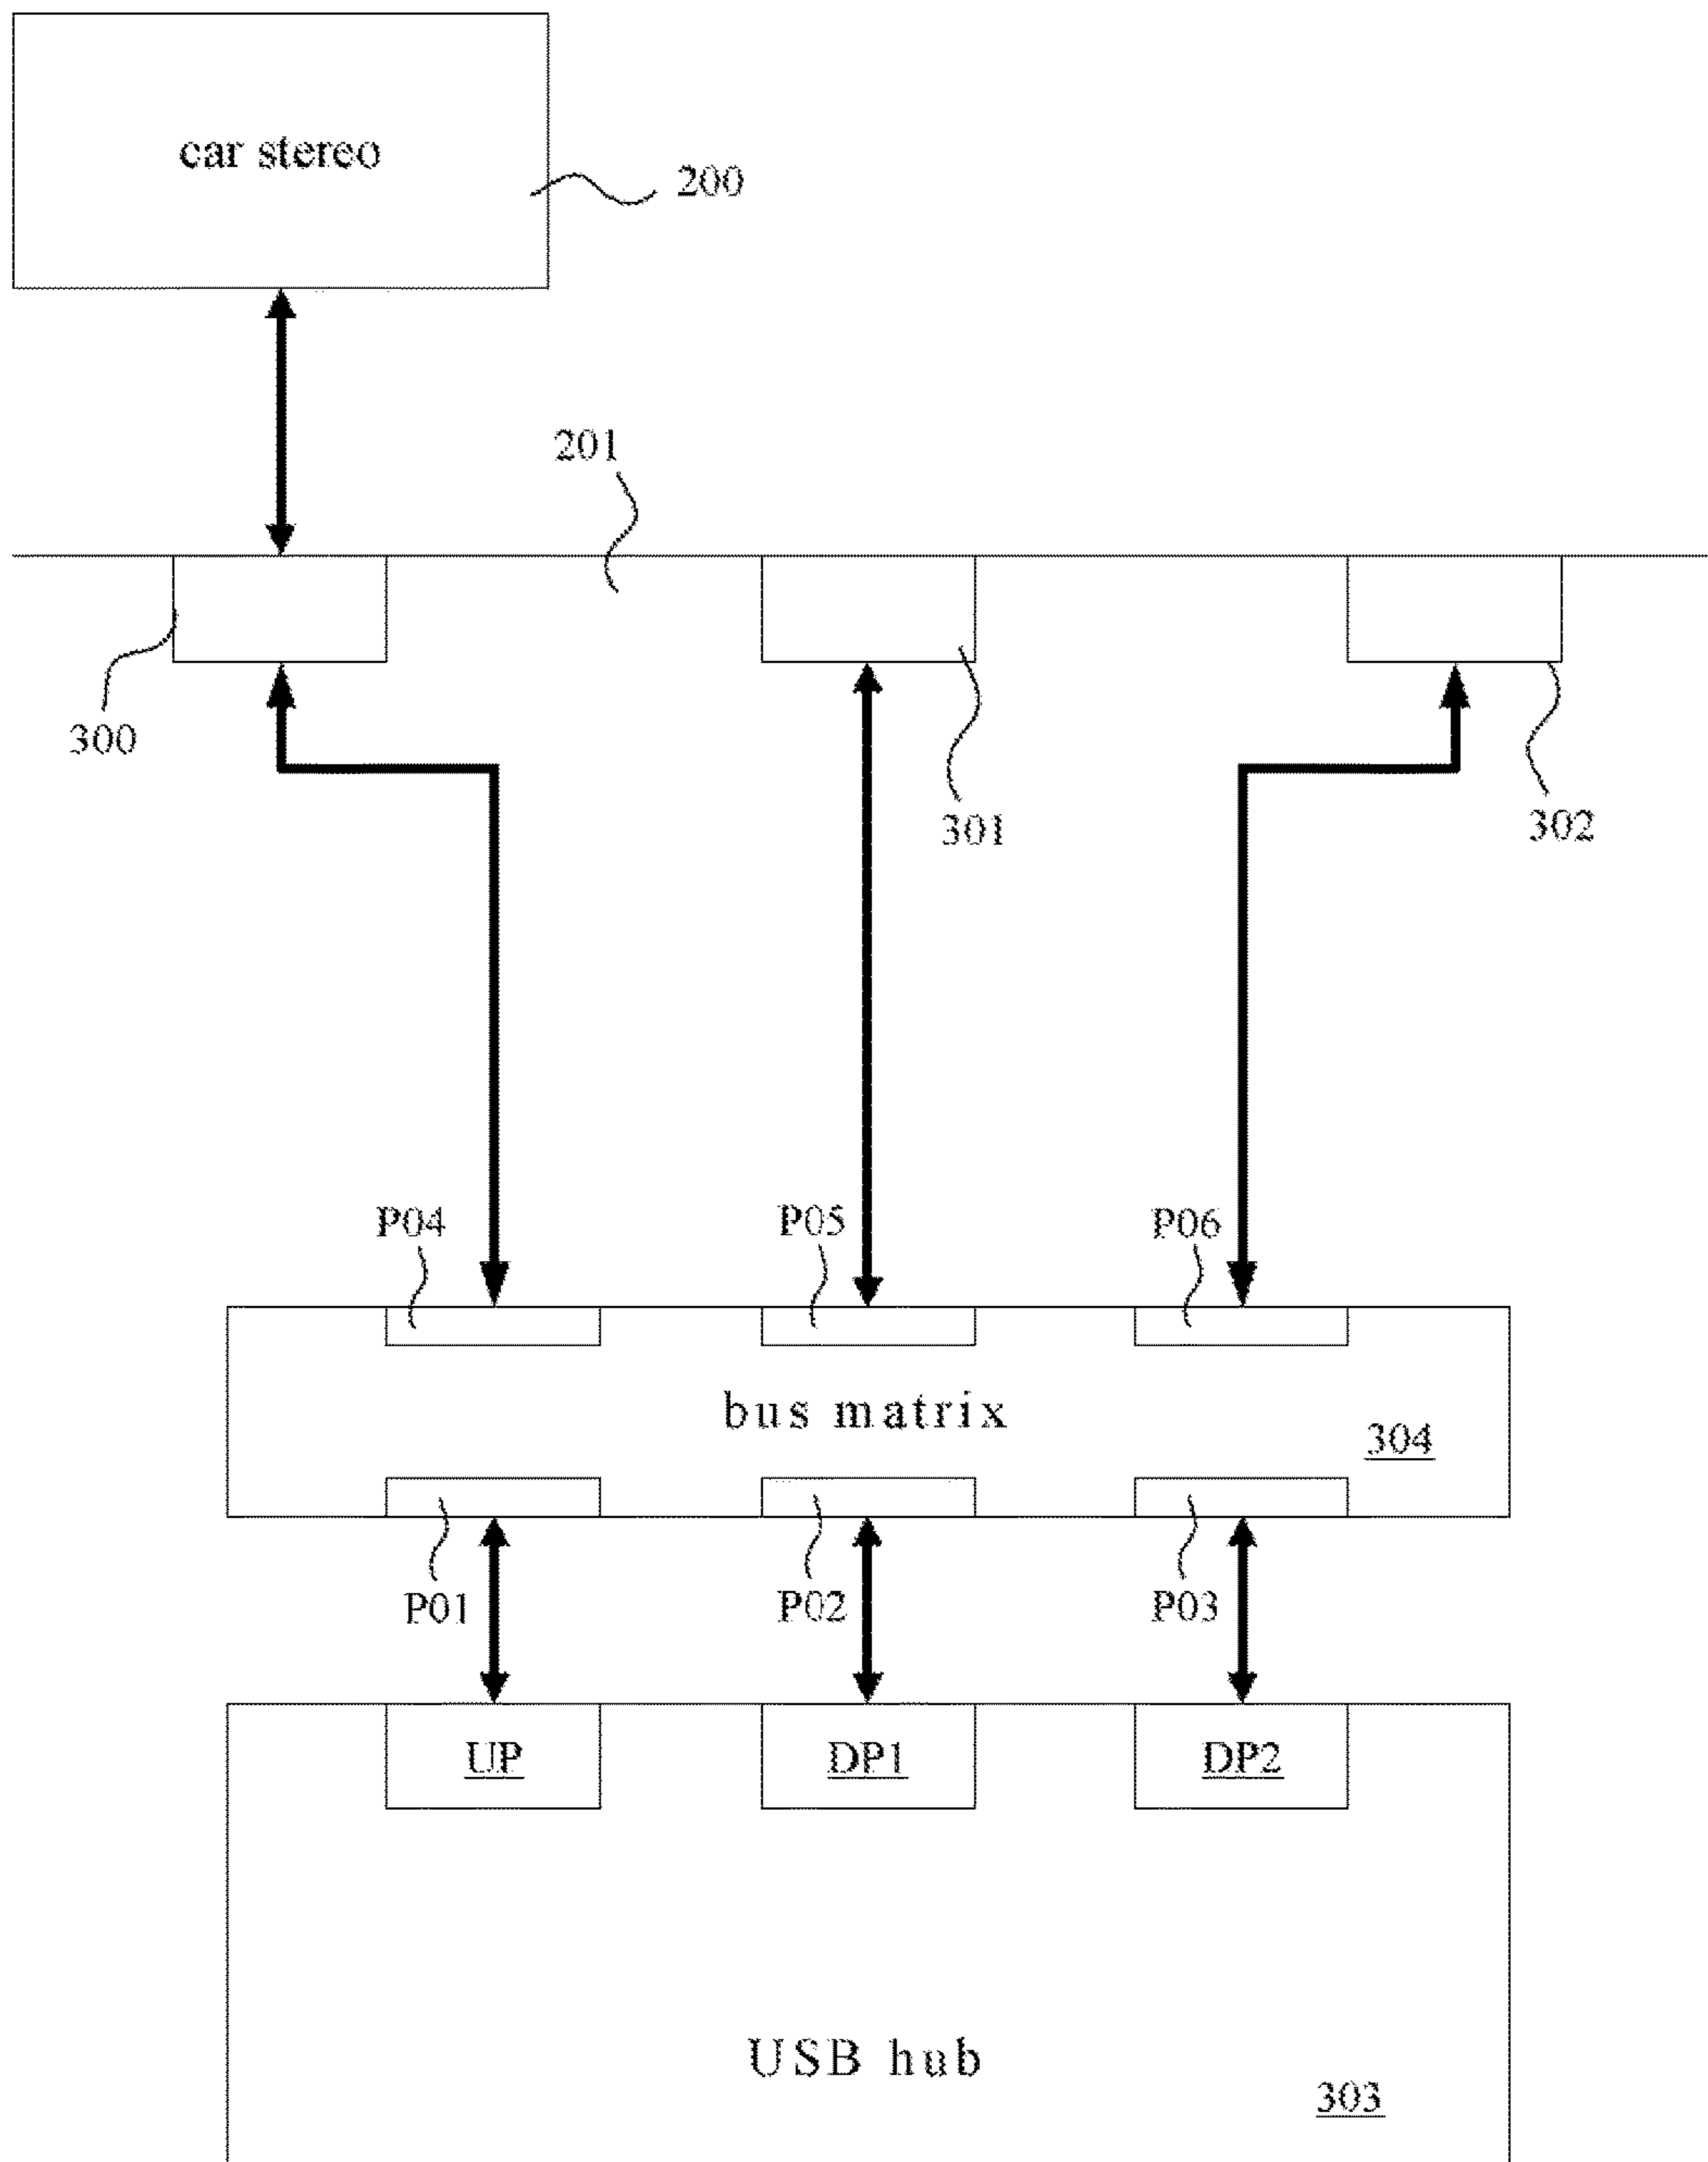 car stereo
200
201
300
301
302
P04
P05
P06
bus matrix
304
P01
P02
P03
UP
DP1
DP2
USB hub
303